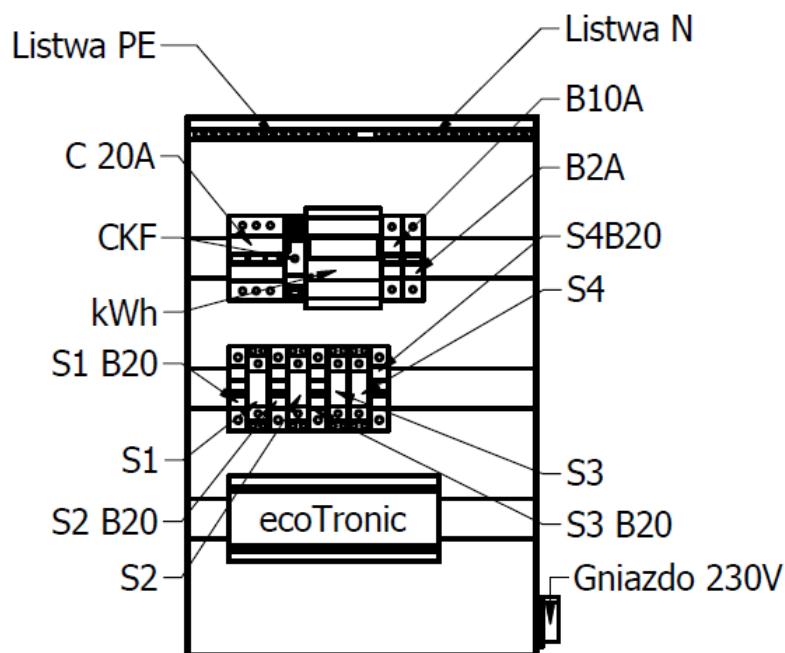 Listwa PE
Listwa N
B10A
C 20A
B2A
CKF
S4B20
S4
kWh
S1 B20
S1
S3
S2 B20
ecoTronic
S3 B20
S2
Gniazdo 230V